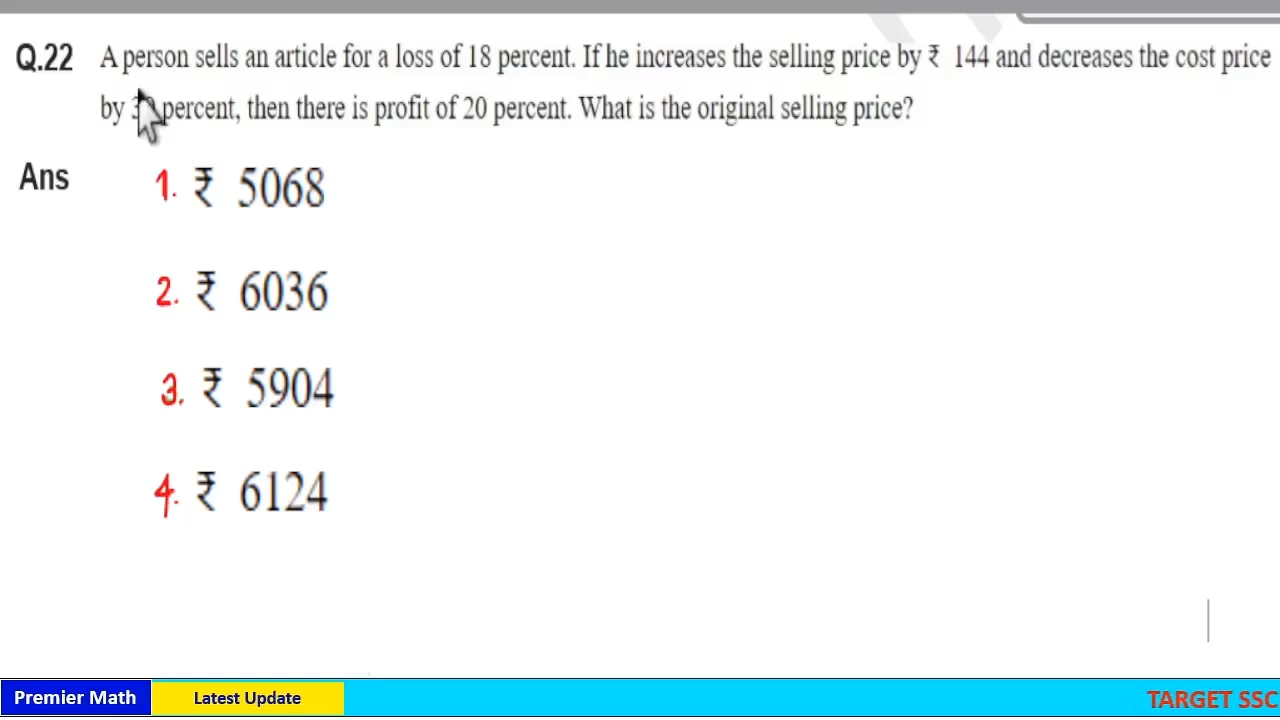 Q.22 A person sells an article for a loss of 18 percent. If he increases the selling price by ₹ 144 and decreases the cost price
by percent, then there is profit of 20 percent. What is the original selling price?
Ans
1. ₹ 5068
2. ₹ 6036
3. ₹ 5904
4. ₹ 6124
Premier Math Latest Update TARGET SSC